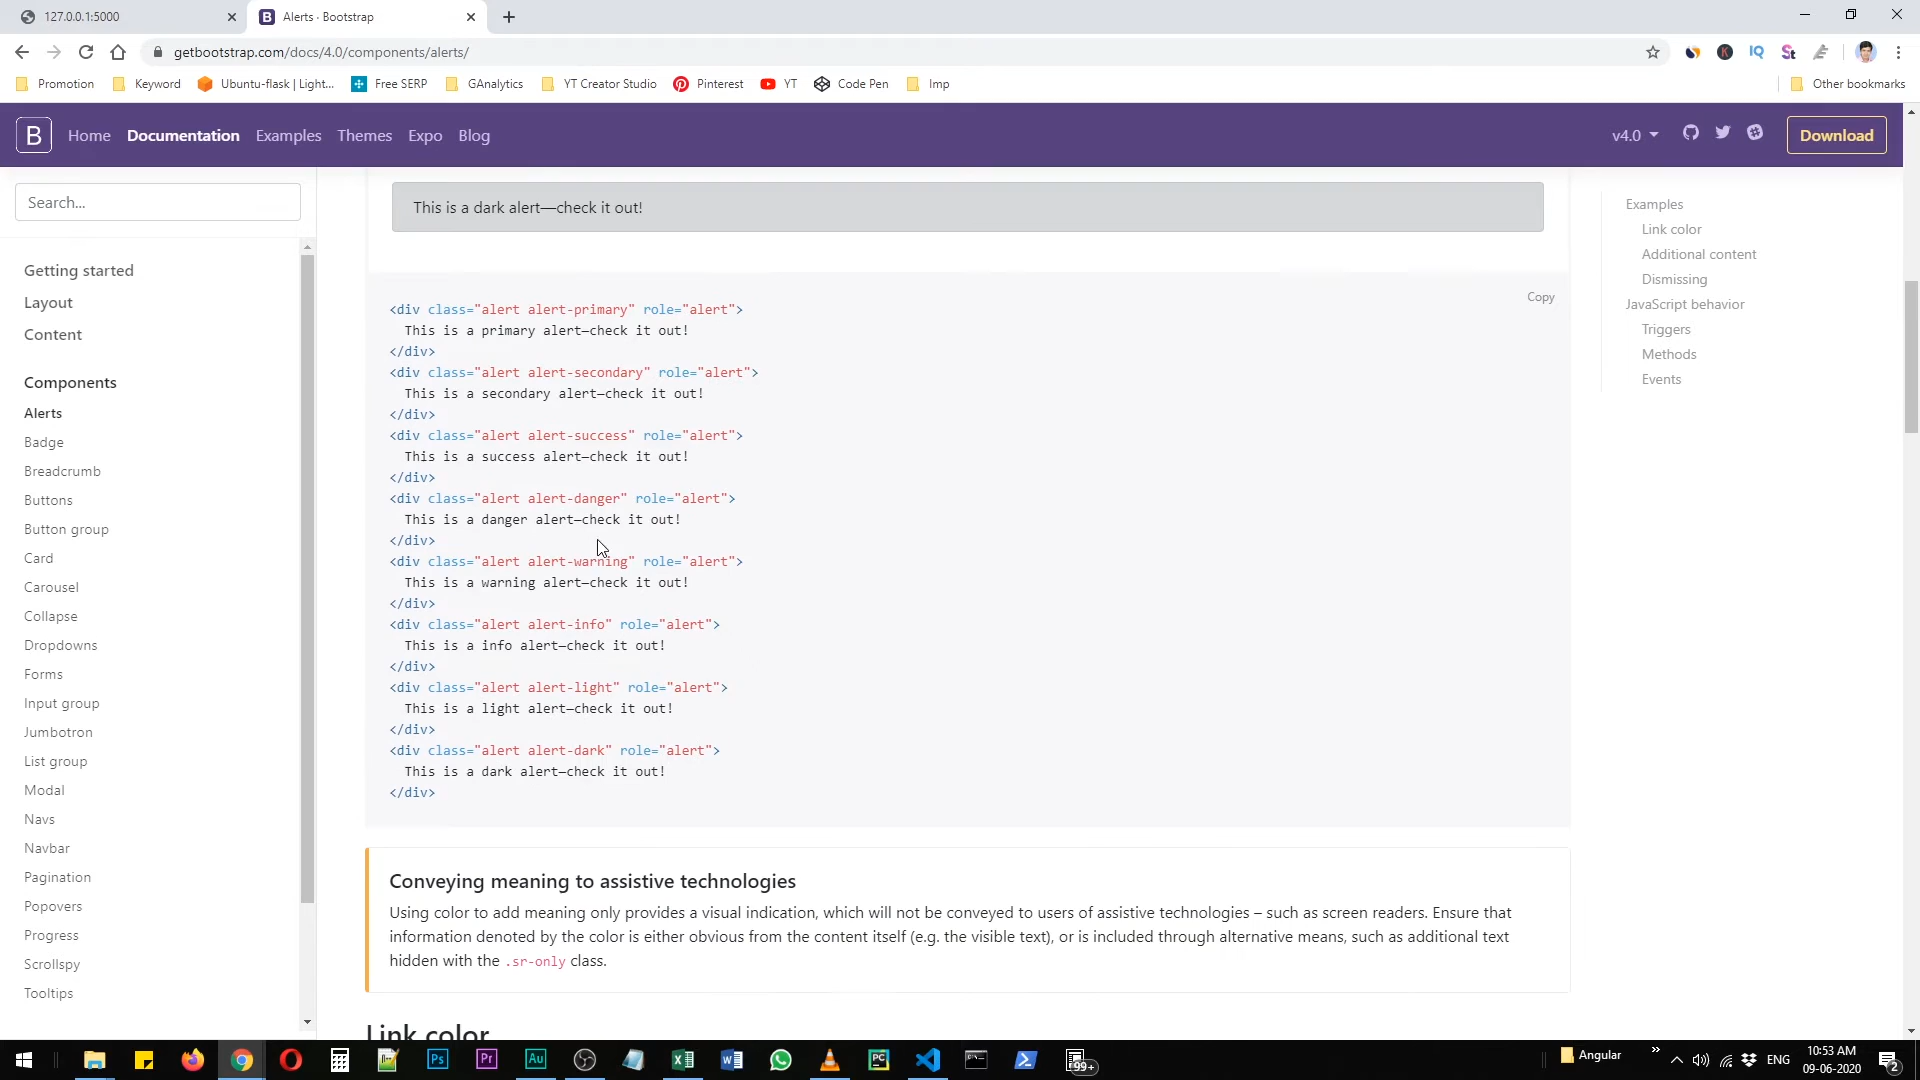 127.0.0.1:5000
Alerts · Bootstrap
getbootstrap.com/docs/4.0/components/alerts/
Promotion Keyword Ubuntu-flask | Light... Free SERP GAnalytics YT Creator Studio Pinterest YT Code Pen Imp Other bookmarks
B Home Documentation Examples Themes Expo Blog v4.0 Download
Search...
Getting started
Layout
Content
Components
Alerts
Badge
Breadcrumb
Buttons
Button group
Card
Carousel
Collapse
Dropdowns
Forms
Input group
Jumbotron
List group
Modal
Navs
Navbar
Pagination
Popovers
Progress
Scrollspy
Tooltips
This is a dark alert—check it out!
Copy
<div class="alert alert-primary" role="alert">
This is a primary alert—check it out!
</div>
<div class="alert alert-secondary" role="alert">
This is a secondary alert—check it out!
</div>
<div class="alert alert-success" role="alert">
This is a success alert—check it out!
</div>
<div class="alert alert-danger" role="alert">
This is a danger alert—check it out!
</div>
<div class="alert alert-warning" role="alert">
This is a warning alert—check it out!
</div>
<div class="alert alert-info" role="alert">
This is a info alert—check it out!
</div>
<div class="alert alert-light" role="alert">
This is a light alert—check it out!
</div>
<div class="alert alert-dark" role="alert">
This is a dark alert—check it out!
</div>
Conveying meaning to assistive technologies
Using color to add meaning only provides a visual indication, which will not be conveyed to users of assistive technologies – such as screen readers. Ensure that
information denoted by the color is either obvious from the content itself (e.g. the visible text), or is included through alternative means, such as additional text
hidden with the .sr-only class.
Link color
Examples
Link color
Additional content
Dismissing
JavaScript behavior
Triggers
Methods
Events
Angular
ENG
10:53 AM
09-06-2020
99+
2